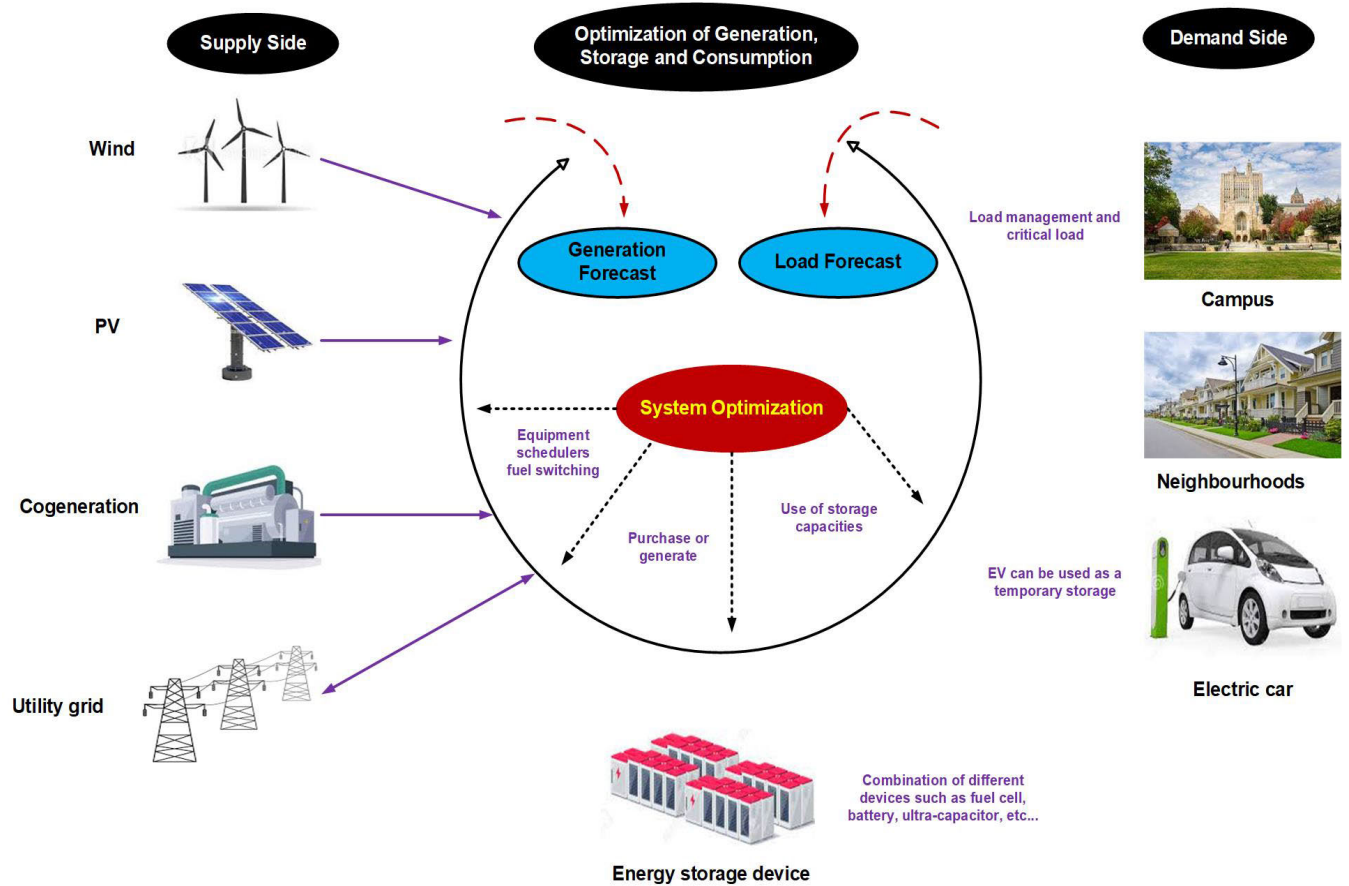 Supply Side
Optimization of Generation,
Storage and Consumption
Demand Side
Wind
PV
Cogeneration
Utility grid
Generation
Forecast
Load Forecast
System Optimization
Equipment
schedulers
fuel switching
Purchase or
generate
Use of storage
capacities
Load management and
critical load
EV can be used as a
temporary storage
Campus
Neighbourhoods
Electric car
Energy storage device
Combination of different
devices such as fuel cell,
battery, ultra-capacitor, etc...